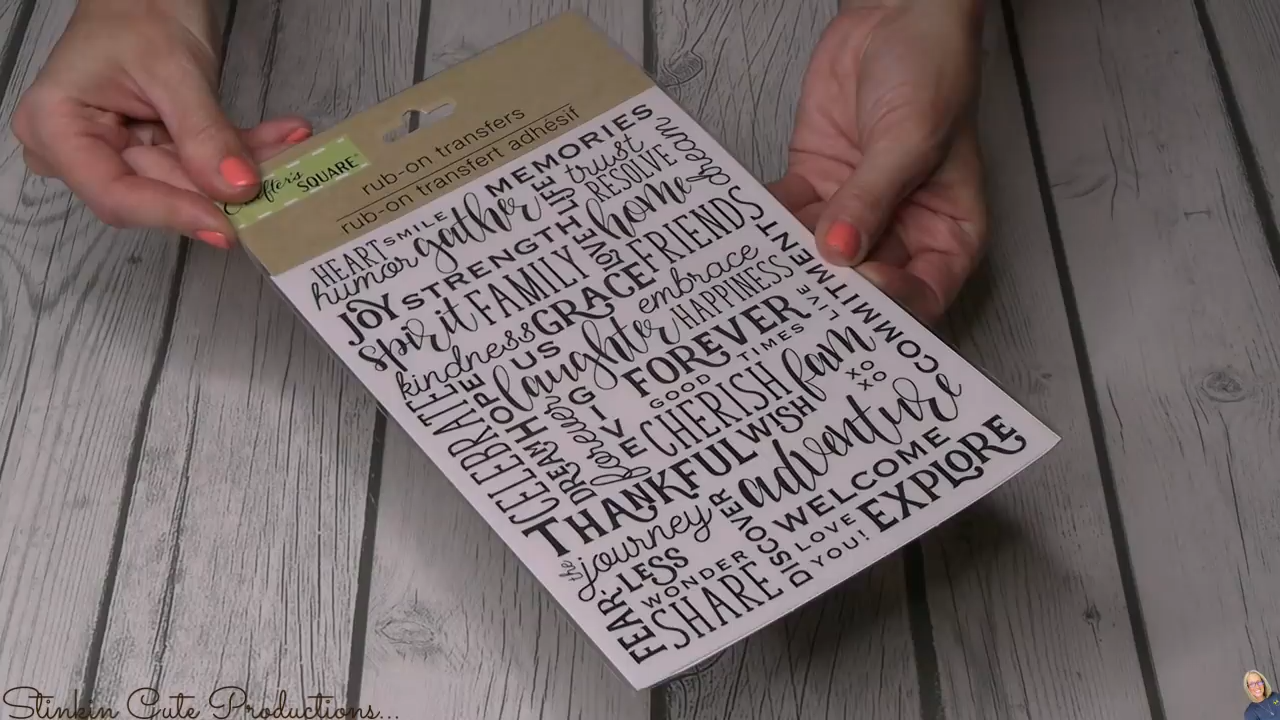 Crafter's
SQUARE
rub-on transfers
rub-on transfert adhésif
HEART SMILE gather MEMORIES
humor LIFE trust
RESOLVE dream
JOY STRENGTH LOVE home
spirit FAMILY GRACE FRIENDS
kindness US laughter embrace
HAPPINESS LIVE COMMITMENT
CELEBRATE HOPE FOREVER
DREAM forever GIVE GOOD TIMES
CHERISH fam XO
XO
THANKFUL WISH adventure
the journey DISCOVER WELCOME
FEAR·LESS WONDER LOVE EXPLORE
SHARE YOU!
Stinkin Cute Productions...